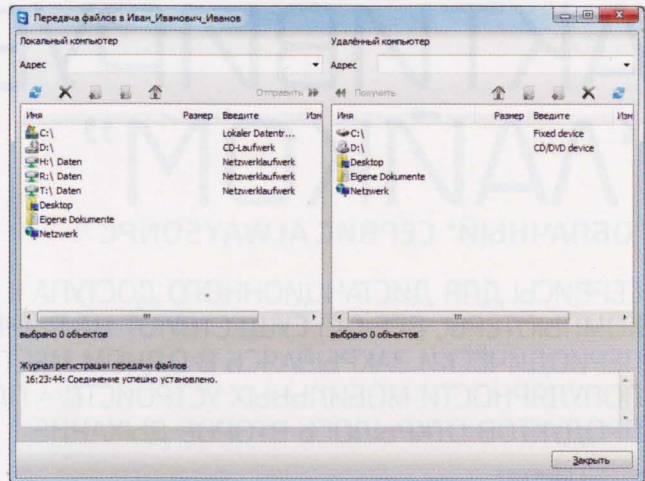 Передача файлов в Иван_Иванович_Иванов
Локальный компьютер
Адрес
Отправить
Имя Размер Введите Изм
C:\ Lokaler Datentr...
D:\ CD-Laufwerk
H:\ Daten Netzwerklaufwerk
R:\ Daten Netzwerklaufwerk
T:\ Daten Netzwerklaufwerk
Desktop
Eigene Dokumente
Netzwerk
выбрано 0 объектов
Удалённый компьютер
Адрес
Получить
Имя Размер Введите Изм
C:\ Fixed device
D:\ CD/DVD device
Desktop
Eigene Dokumente
Netzwerk
выбрано 0 объектов
Журнал регистрации передачи файлов
16:23:44: Соединение успешно установлено.
Закрыть